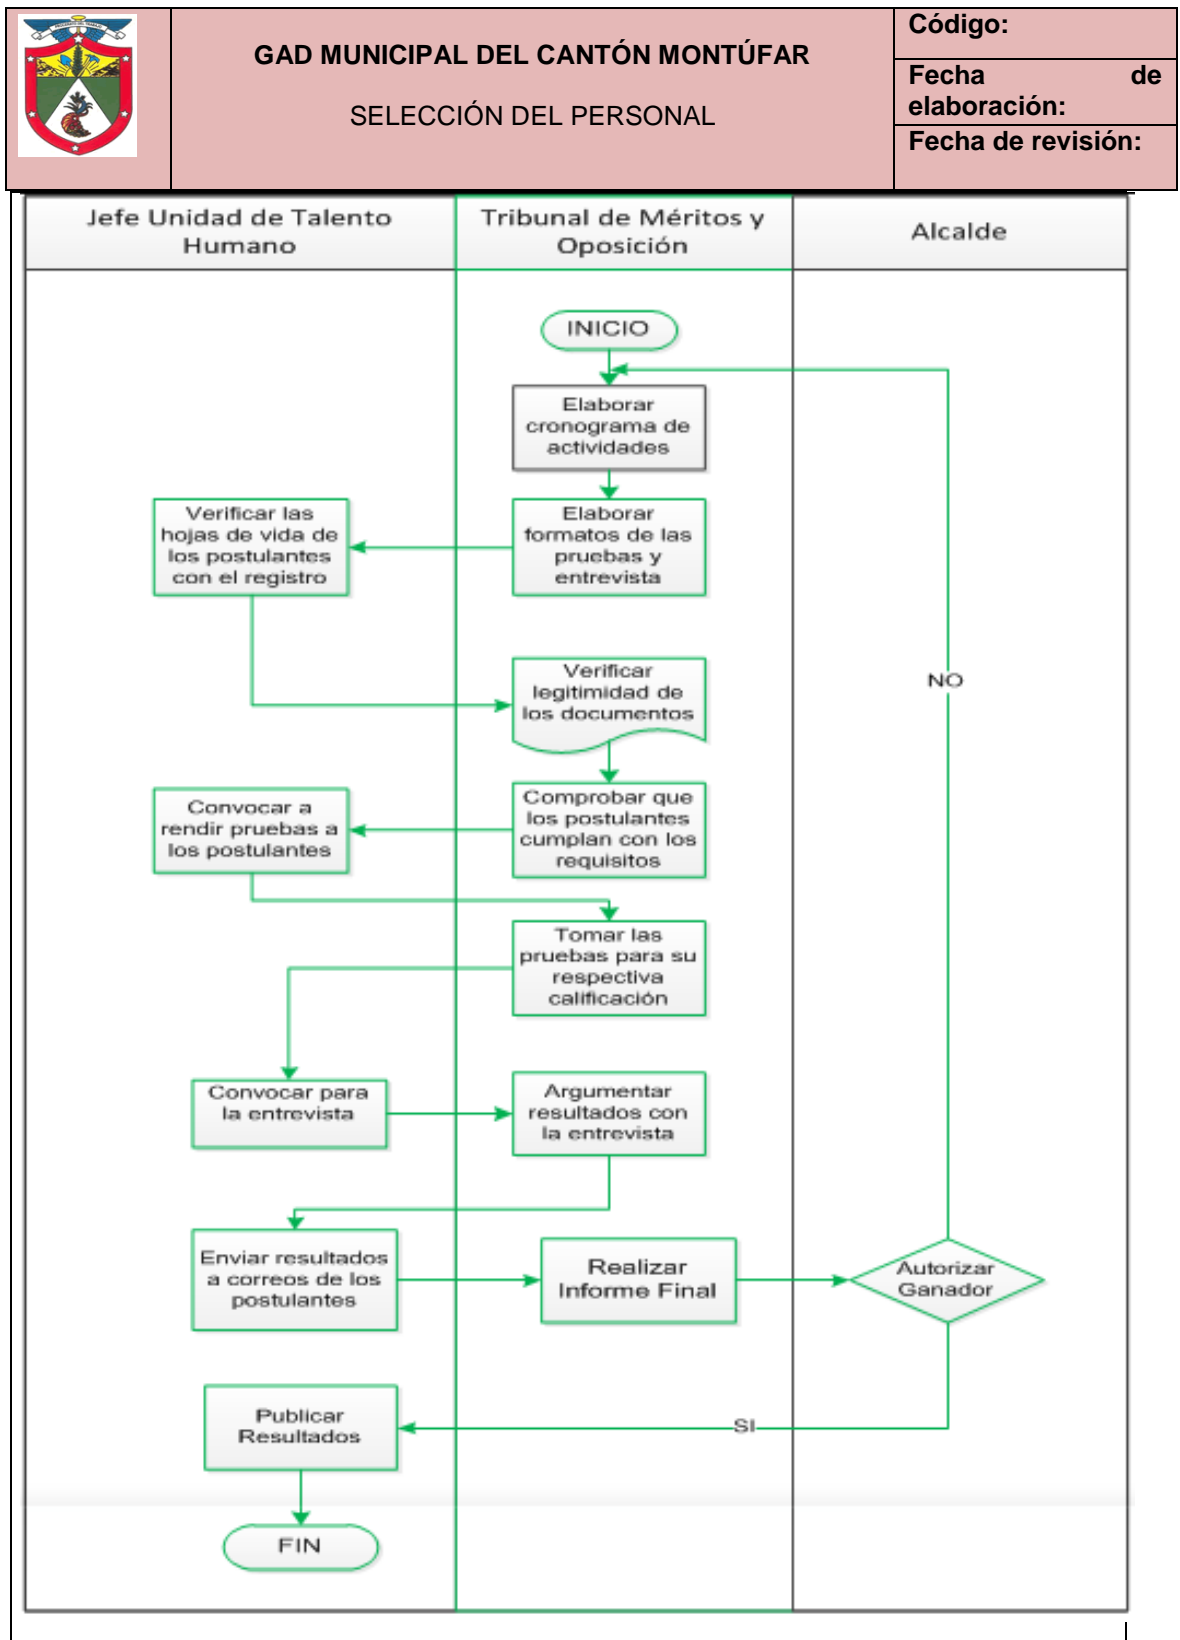 GAD MUNICIPAL DEL CANTÓN MONTÚFAR
SELECCIÓN DEL PERSONAL
Código:
Fecha de
elaboración:
Fecha de revisión:
Jefe Unidad de Talento
Humano
Tribunal de Méritos y
Oposición
Alcalde
INICIO
Elaborar
cronograma de
actividades
Elaborar
formatos de las
pruebas y
entrevista
Verificar las
hojas de vida de
los postulantes
con el registro
Verificar
legitimidad de
los documentos
NO
Comprobar que
los postulantes
cumplan con los
requisitos
Convocar a
rendir pruebas a
los postulantes
Tomar las
pruebas para su
respectiva
calificación
Convocar para
la entrevista
Argumentar
resultados con
la entrevista
Enviar resultados
a correos de los
postulantes
Realizar
Informe Final
Autorizar
Ganador
SI
Publicar
Resultados
FIN